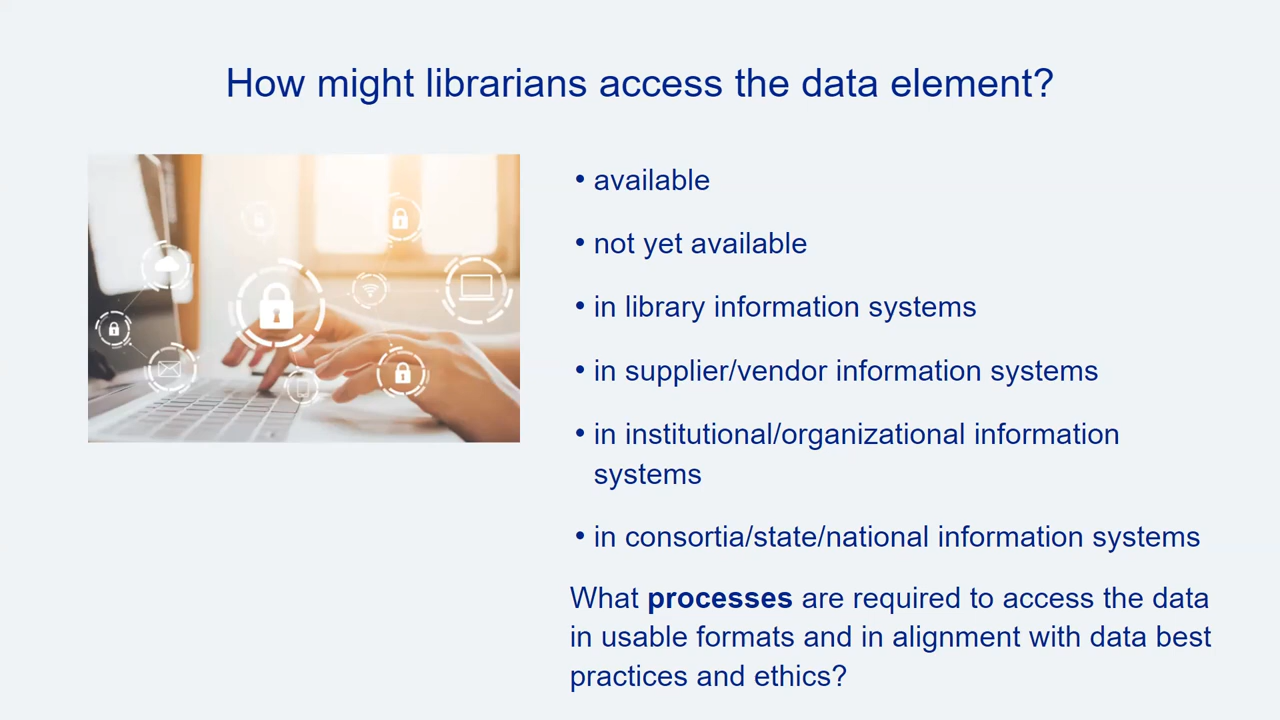 How might librarians access the data element?
• available
• not yet available
• in library information systems
• in supplier/vendor information systems
• in institutional/organizational information
systems
• in consortia/state/national information systems
What processes are required to access the data
in usable formats and in alignment with data best
practices and ethics?